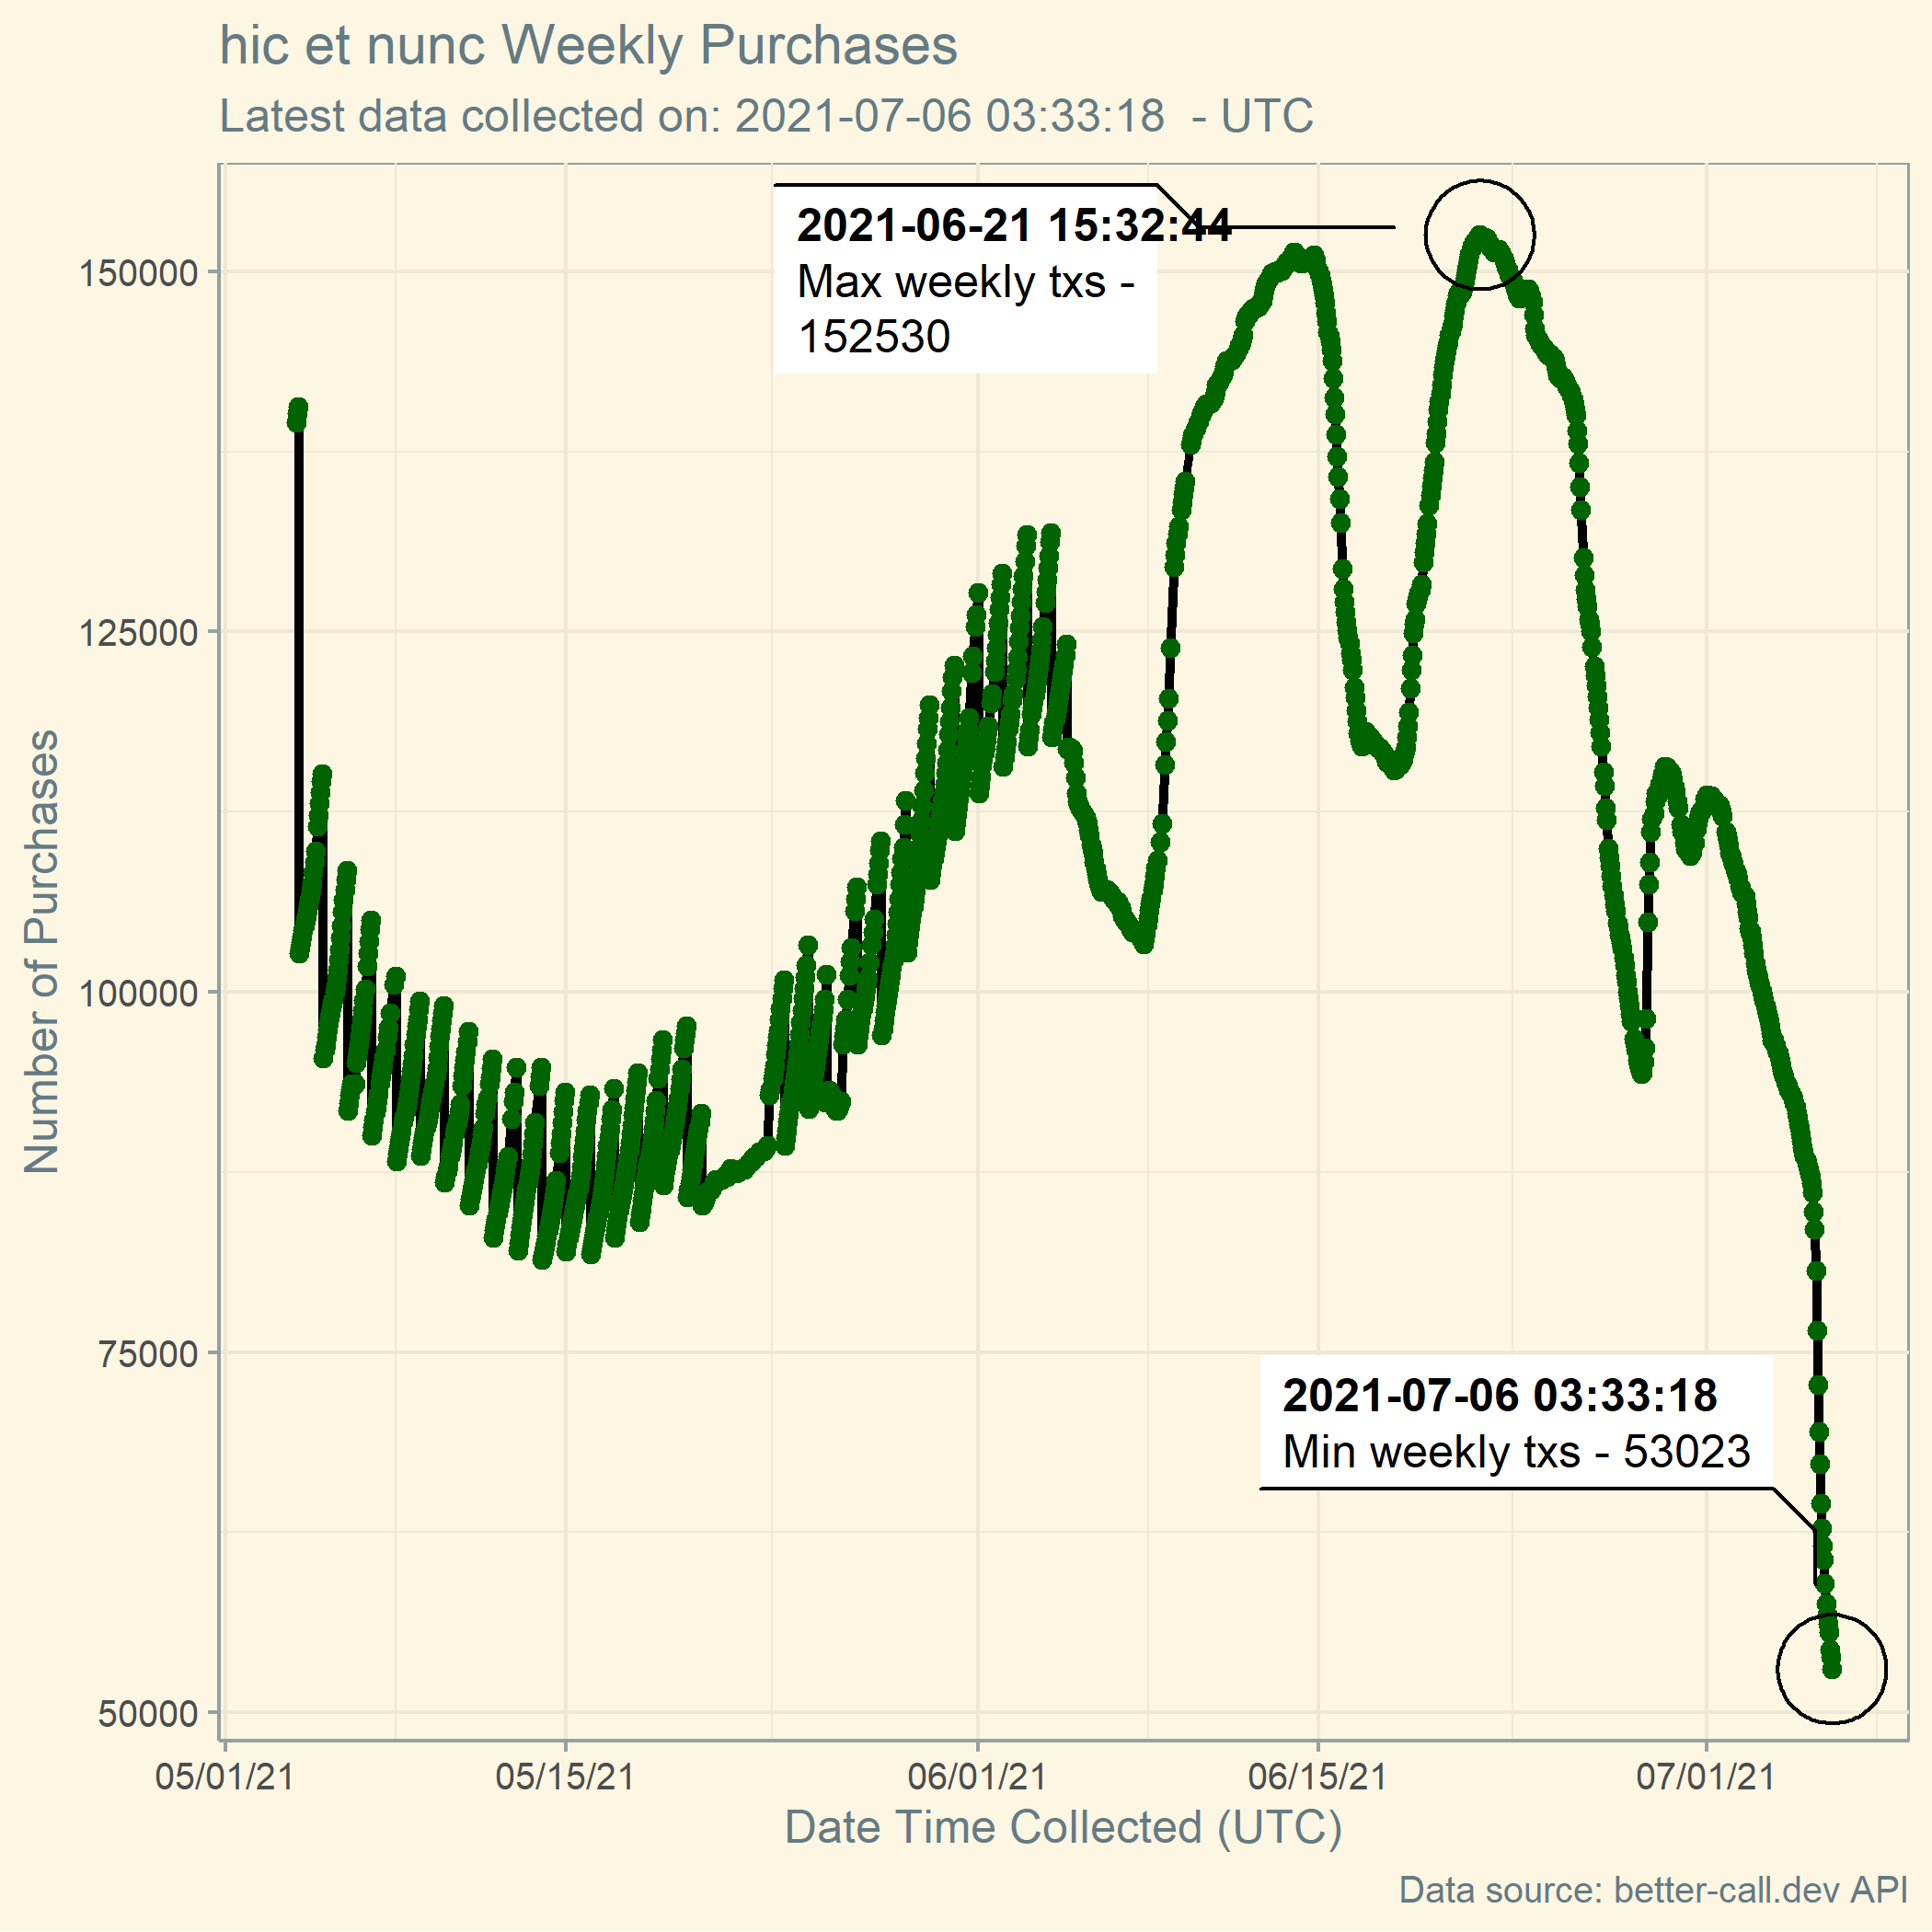 hic et nunc Weekly Purchases
Latest data collected on: 2021-07-06 03:33:18 - UTC
2021-06-21 15:32:44
Max weekly txs -
152530
150000
125000
100000
75000
50000
Number of Purchases
2021-07-06 03:33:18
Min weekly txs - 53023
05/01/21
05/15/21
06/01/21
06/15/21
07/01/21
Date Time Collected (UTC)
Data source: better-call.dev API